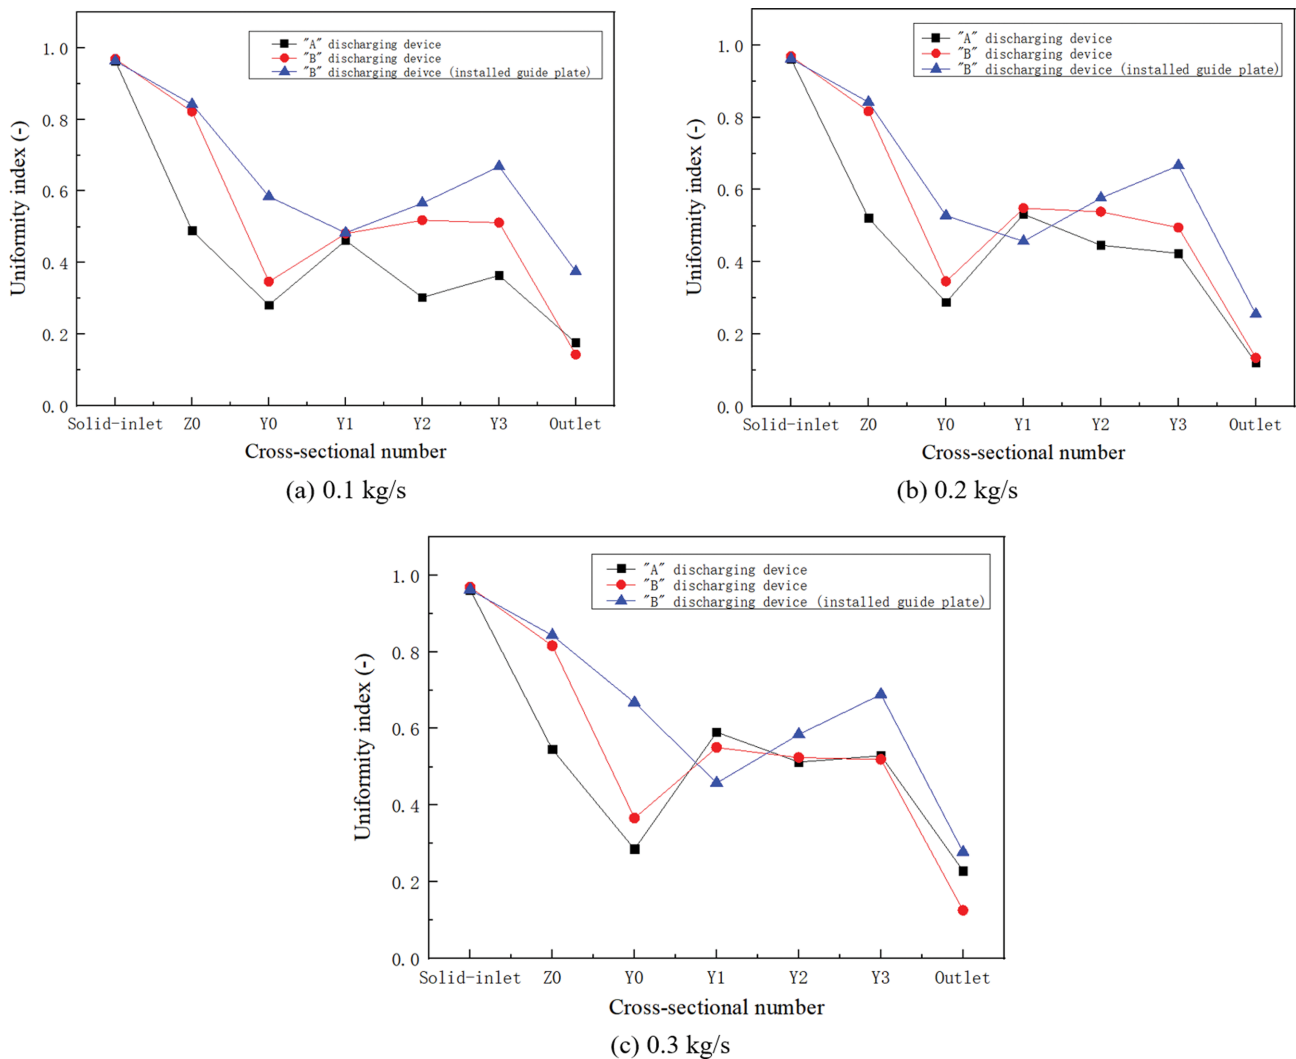 "A" discharging device
"B" discharging device
"B" discharging deivce (installed guide plate)
1.0
0.8
0.6
0.4
0.2
0.0
Uniformity index (-)
Solid-inlet Z0 Y0 Y1 Y2 Y3 Outlet
Cross-sectional number
(a) 0.1 kg/s
"A" discharging device
"B" discharging device
"B" discharging device (installed guide plate)
1.0
0.8
0.6
0.4
0.2
0.0
Uniformity index (-)
Solid-inlet Z0 Y0 Y1 Y2 Y3 Outlet
Cross-sectional number
(b) 0.2 kg/s
"A" discharging device
"B" discharging device
"B" discharging device (installed guide plate)
1.0
0.8
0.6
0.4
0.2
0.0
Uniformity index (-)
Solid-inlet Z0 Y0 Y1 Y2 Y3 Outlet
Cross-sectional number
(c) 0.3 kg/s